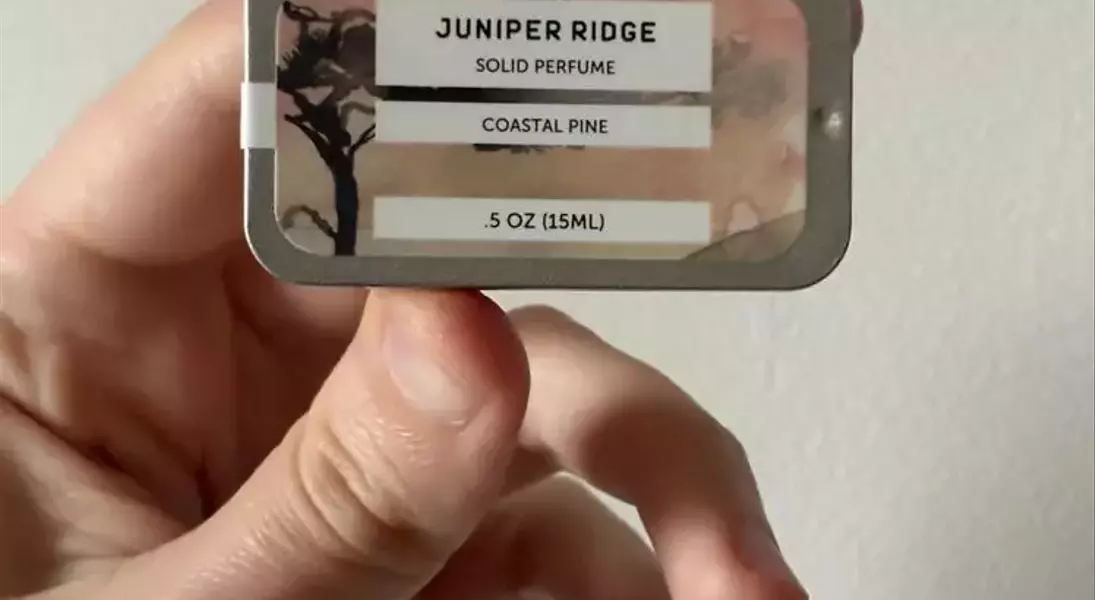 JUNIPER RIDGE
SOLID PERFUME
COASTAL PINE
.5 OZ (15ML)